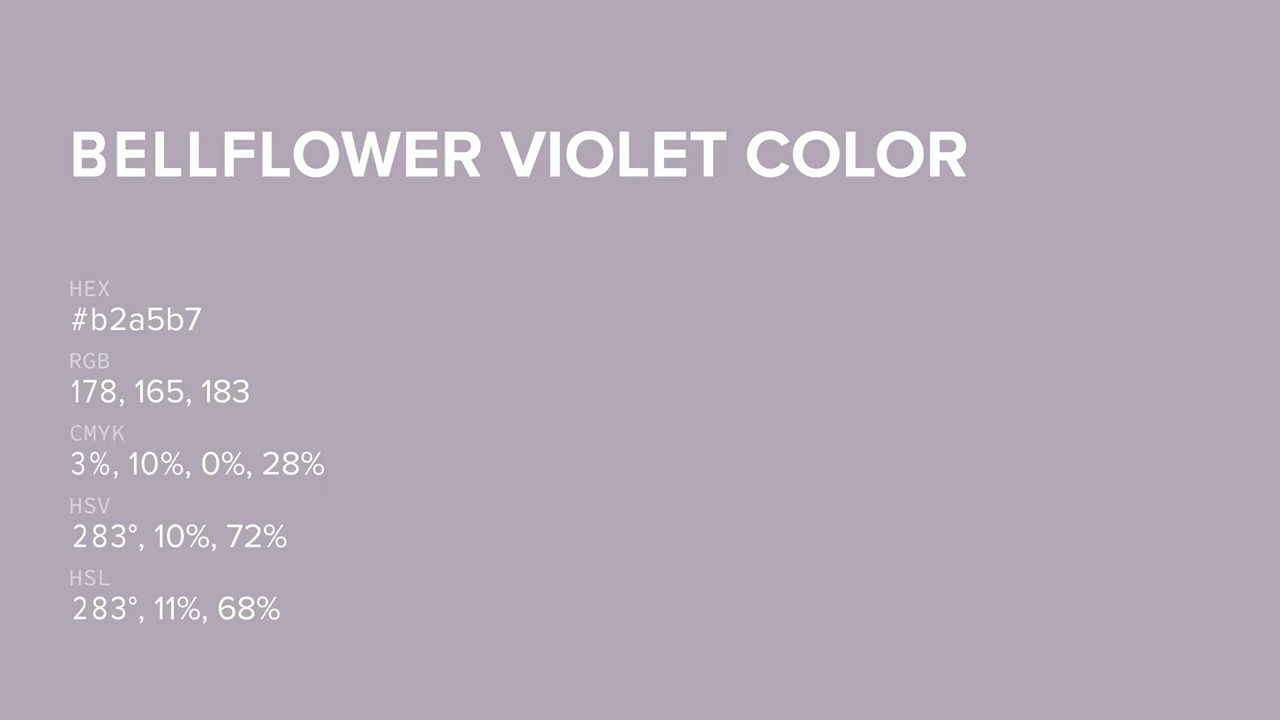 BELLFLOWER VIOLET COLOR
HEX
#b2a5b7
RGB
178, 165, 183
CMYK
3%, 10%, 0%, 28%
HSV
283°, 10%, 72%
HSL
283°, 11%, 68%